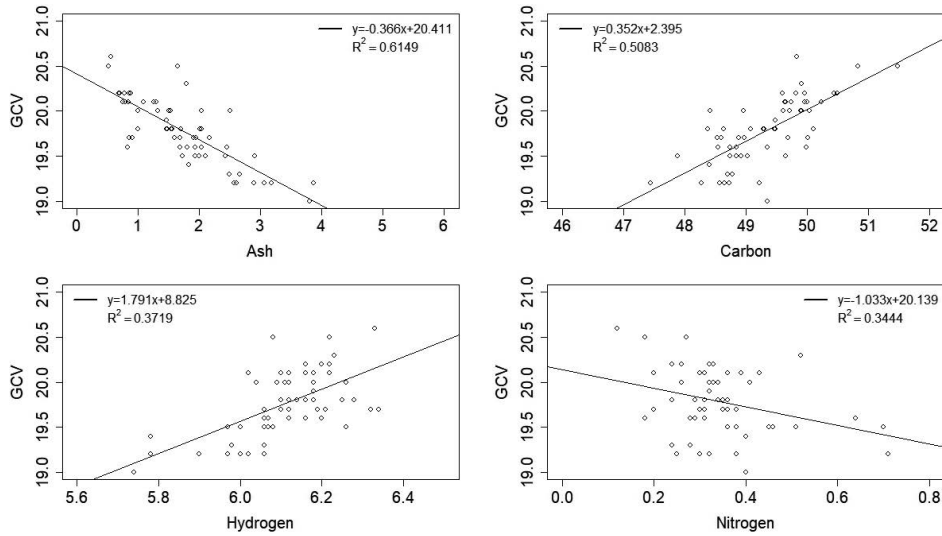 y=-0.366x+20.411
R² = 0.6149
GCV
19.0 19.5 20.0 20.5 21.0
0 1 2 3 4 5 6
Ash
y=0.352x+2.395
R² = 0.5083
GCV
19.0 19.5 20.0 20.5 21.0
46 47 48 49 50 51 52
Carbon
y=1.791x+8.825
R² = 0.3719
GCV
19.0 19.5 20.0 20.5 21.0
5.6 5.8 6.0 6.2 6.4
Hydrogen
y=-1.033x+20.139
R² = 0.3444
GCV
19.0 19.5 20.0 20.5 21.0
0.0 0.2 0.4 0.6 0.8
Nitrogen